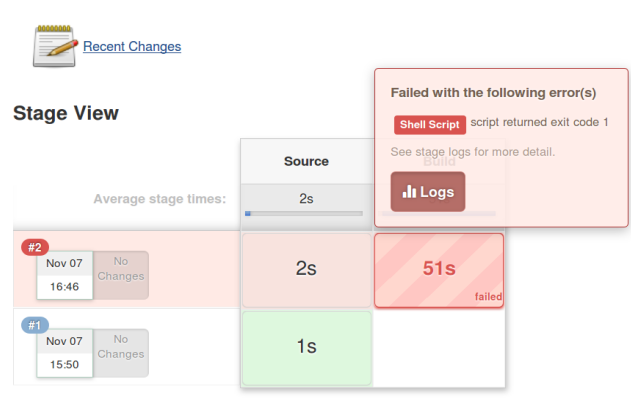 Recent Changes
Failed with the following error(s)
Shell Script script returned exit code 1
See stage logs for more detail.
Logs
Stage View
Source
Build
Average stage times:
2s
#2
Nov 07
16:46
No
Changes
2s
51s
failed
#1
Nov 07
15:50
No
Changes
1s